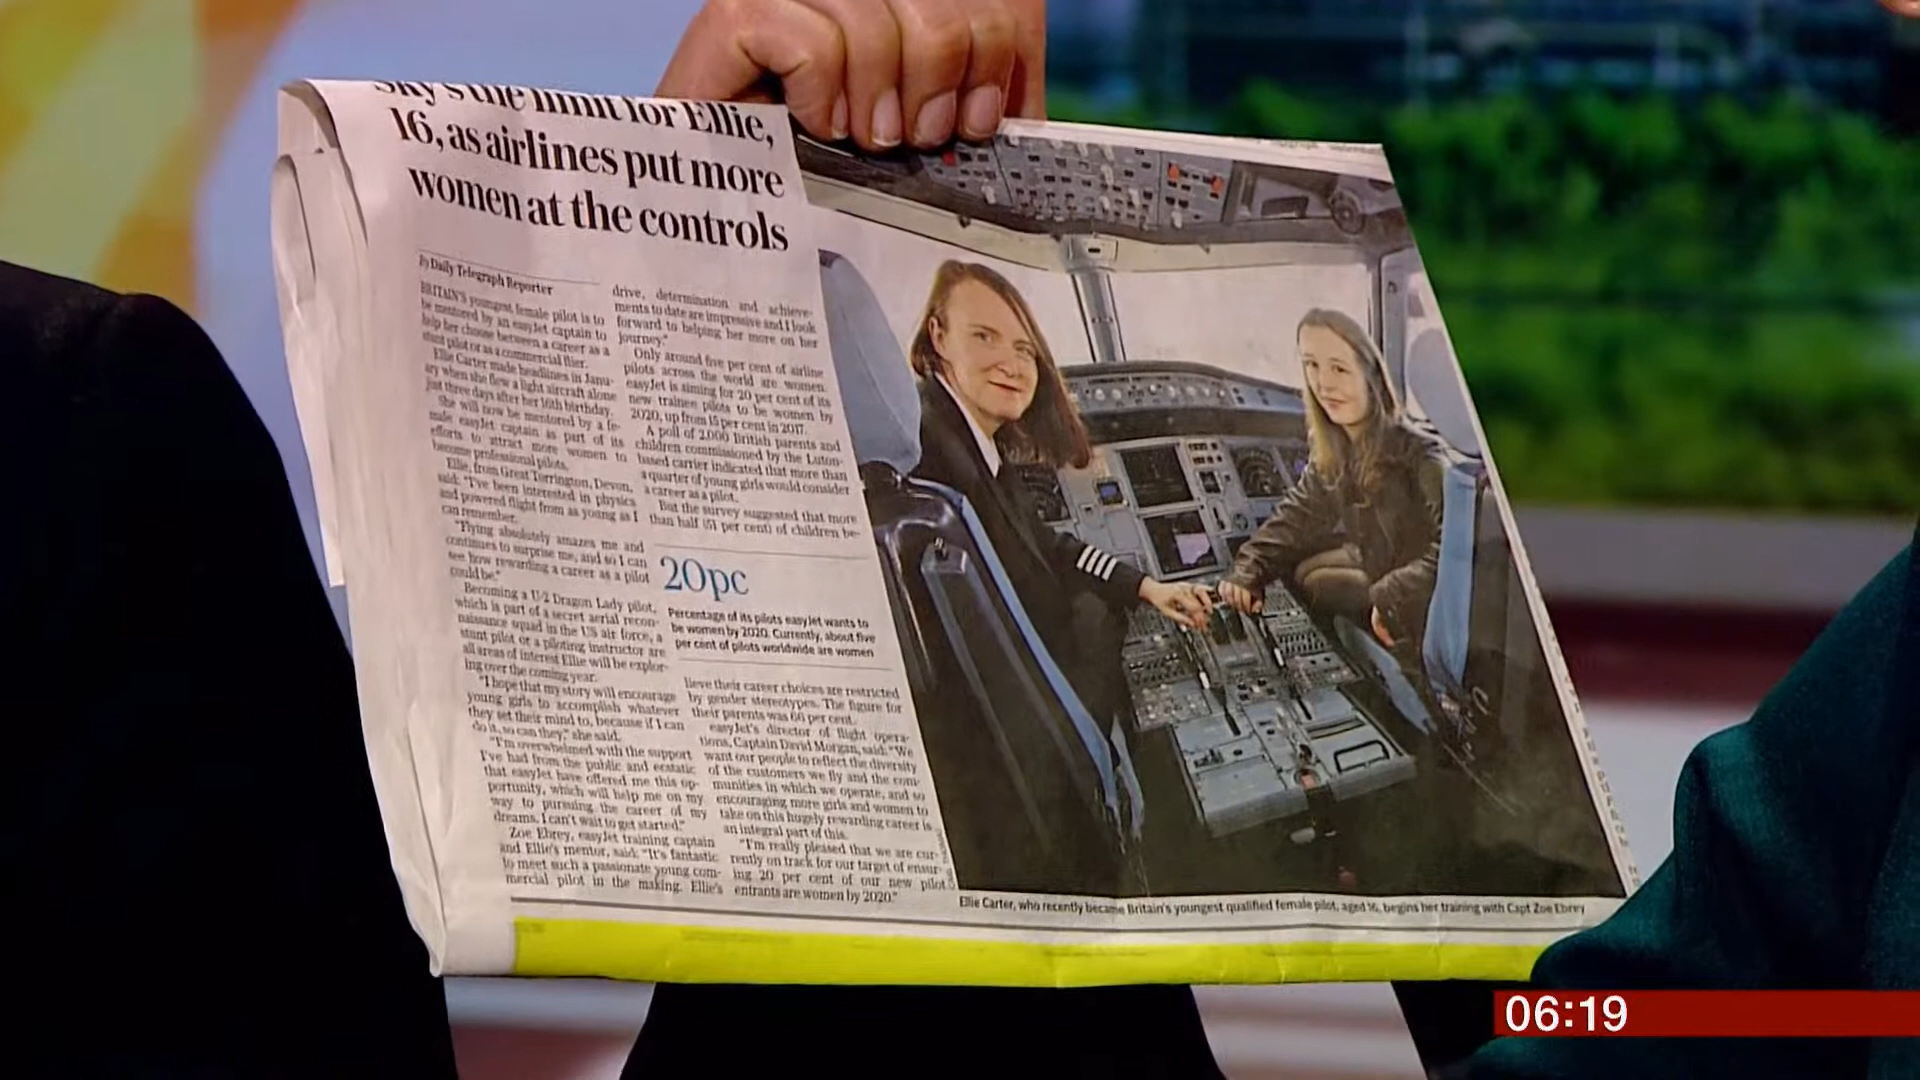 Sky's the limit for Ellie,
16, as airlines put more
women at the controls
By Daily Telegraph Reporter
BRITAIN'S youngest female pilot is to
be mentored by an easyJet captain to
help her choose between a career as a
stunt pilot or as a commercial flier.
Ellie Carter made headlines in Janu-
ary when she flew a light aircraft alone
just three days after her 16th birthday.
She will now be mentored by a fe-
male easyJet captain as part of its
efforts to attract more women to
become professional pilots.
Ellie, from Great Torrington, Devon,
said: "I've been interested in physics
and powered flight from as young as I
can remember.
"Flying absolutely amazes me and
continues to surprise me, and so I can
see how rewarding a career as a pilot
could be."
Becoming a U-2 Dragon Lady pilot,
which is part of a secret aerial recon-
naissance squad in the US air force, a
stunt pilot or a piloting instructor are
all areas of interest Ellie will be explor-
ing over the coming year.
"I hope that my story will encourage
young girls to accomplish whatever
they set their mind to, because if I can
do it, so can they," she said.
"I'm overwhelmed with the support
I've had from the public and ecstatic
that easyJet have offered me this op-
portunity, which will help me on my
way to pursuing the career of my
dreams. I can't wait to get started."
Zoe Ebrey, easyJet training captain
and Ellie's mentor, said: "It's fantastic
to meet such a passionate young com-
mercial pilot in the making. Ellie's
drive, determination and achieve-
ments to date are impressive and I look
forward to helping her more on her
journey."
Only around five per cent of airline
pilots across the world are women.
easyJet is aiming for 20 per cent of its
new trainee pilots to be women by
2020, up from 15 per cent in 2017.
A poll of 2,000 British parents and
children commissioned by the Luton-
based carrier indicated that more than
a quarter of young girls would consider
a career as a pilot.
But the survey suggested that more
than half (51 per cent) of children be-
20pc
Percentage of its pilots easyJet wants to
be women by 2020. Currently, about five
per cent of pilots worldwide are women
lieve their career choices are restricted
by gender stereotypes. The figure for
their parents was 66 per cent.
easyJet's director of flight opera-
tions, Captain David Morgan, said: "We
want our people to reflect the diversity
of the customers we fly and the com-
munities in which we operate, and so
encouraging more girls and women to
take on this hugely rewarding career is
an integral part of this.
"I'm really pleased that we are cur-
rently on track for our target of ensur-
ing 20 per cent of our new pilot
entrants are women by 2020."
Ellie Carter, who recently became Britain's youngest qualified female pilot, aged 16, begins her training with Capt Zoe Ebrey
06:19